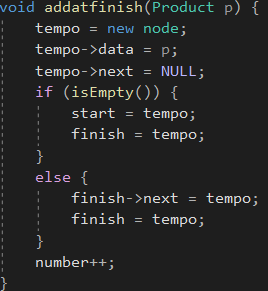 void addatfinish(Product p) {
tempo = new node;
tempo->data = p;
tempo->next = NULL;
if (isEmpty()) {
start = tempo;
finish = tempo;
}
else {
finish->next = tempo;
finish = tempo;
}
number++;
}